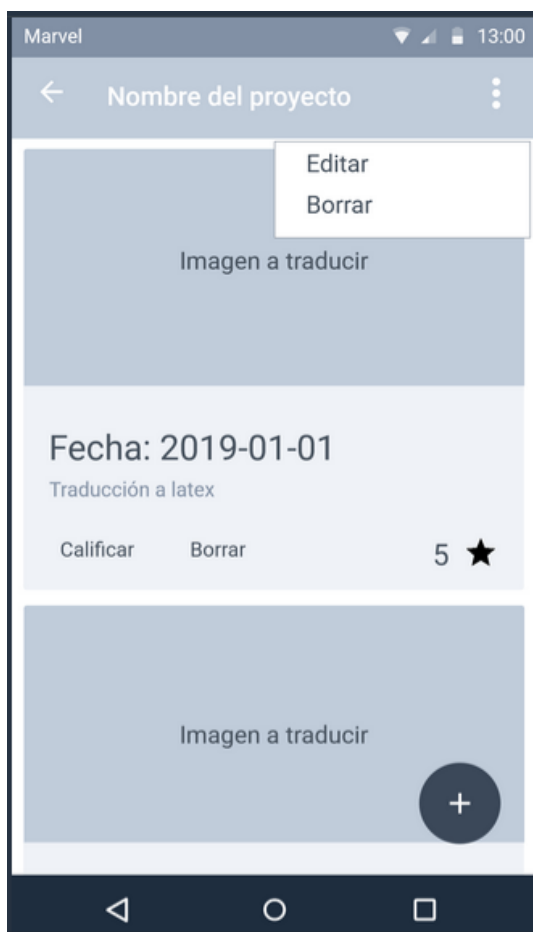 Marvel 13:00
Nombre del proyecto
Editar
Borrar
Imagen a traducir
Fecha: 2019-01-01
Traducción a latex
Calificar Borrar 5
Imagen a traducir
+